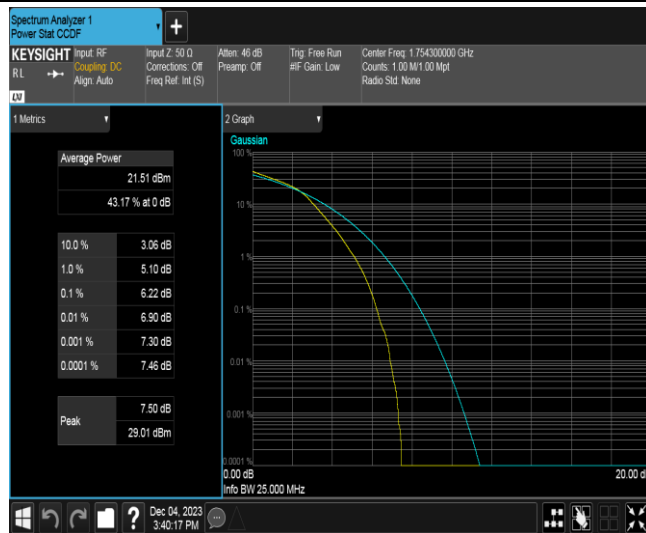 Spectrum Analyzer 1
Power Stat CCDF
+
KEYSIGHT
RL
Input: RF
Coupling: DC
Align: Auto
Input Z: 50 Ω
Corrections: Off
Freq Ref: Int (S)
Atten: 46 dB
Preamp: Off
Trig: Free Run
#IF Gain: Low
Center Freq: 1.754300000 GHz
Counts: 1.00 M/1.00 Mpt
Radio Std: None
1 Metrics
Average Power
21.51 dBm
43.17 % at 0 dB
10.0 % 3.06 dB
1.0 % 5.10 dB
0.1 % 6.22 dB
0.01 % 6.90 dB
0.001 % 7.30 dB
0.0001 % 7.46 dB
Peak
7.50 dB
29.01 dBm
2 Graph
Gaussian
100 %
10 %
1 %
0.1 %
0.01 %
0.001 %
0.0001 %
0.00 dB 20.00 d
Info BW 25.000 MHz
?
Dec 04, 2023
3:40:17 PM